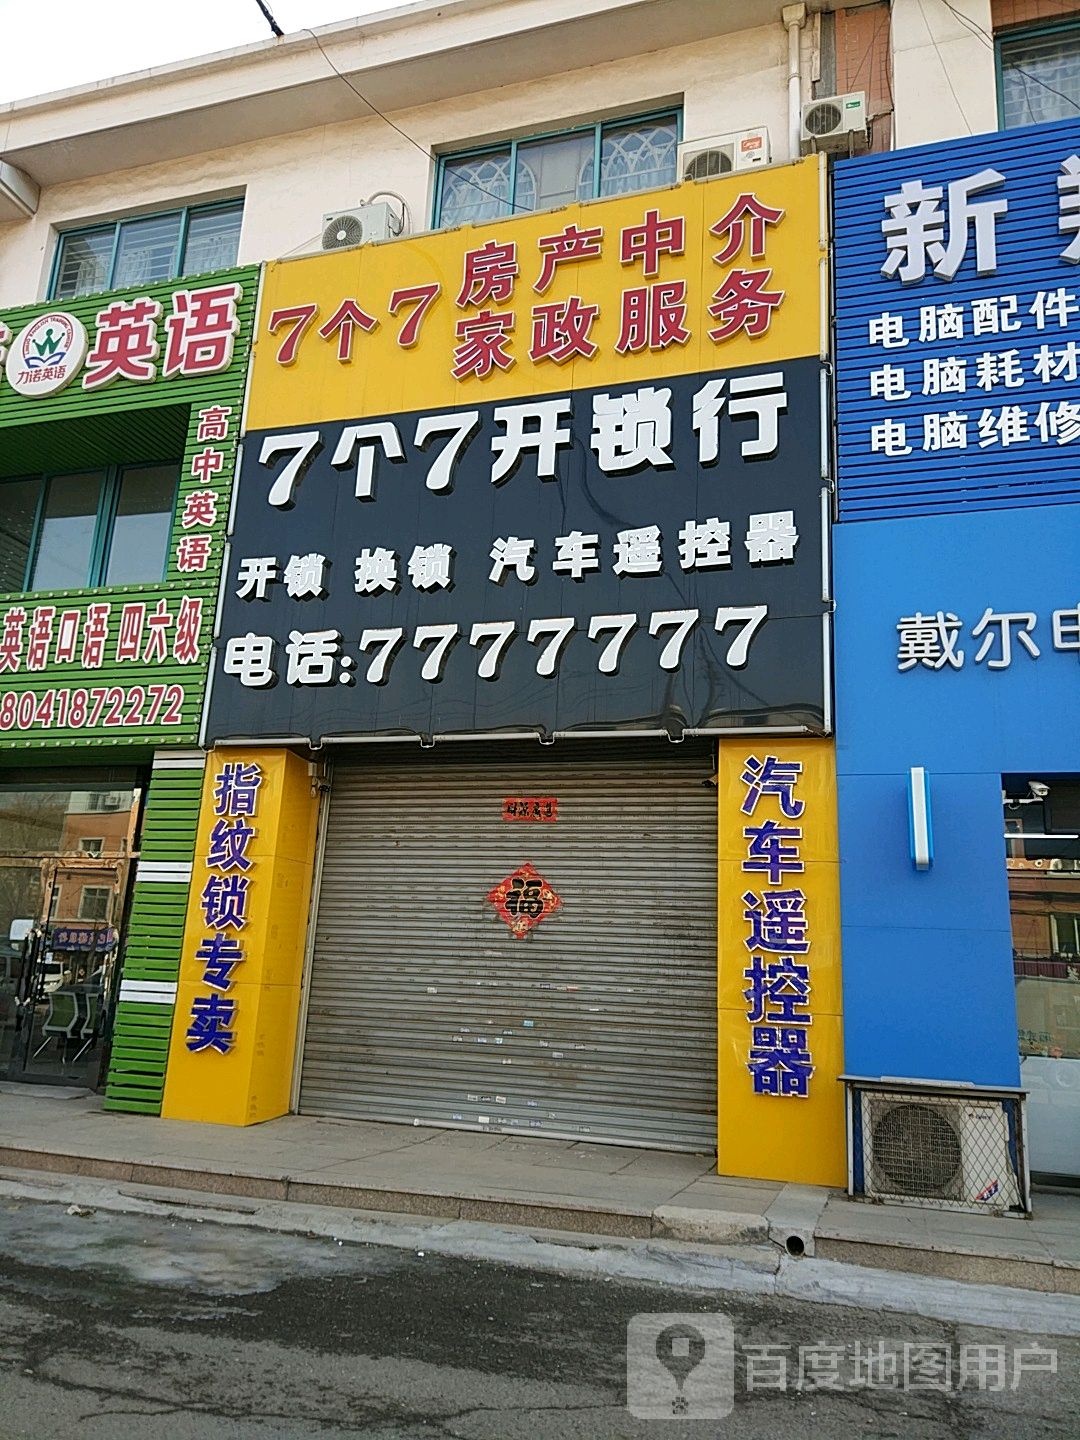 英语
力诺英语
高中英语
英语口语 四六级
8041872272
7个7
房产中介
家政服务
7个7开锁行
开锁 换锁 汽车遥控器
电话:7777777
指纹锁专卖
福
汽车遥控器
新
电脑配件
电脑耗材
电脑维修
戴尔电
百度地图用户